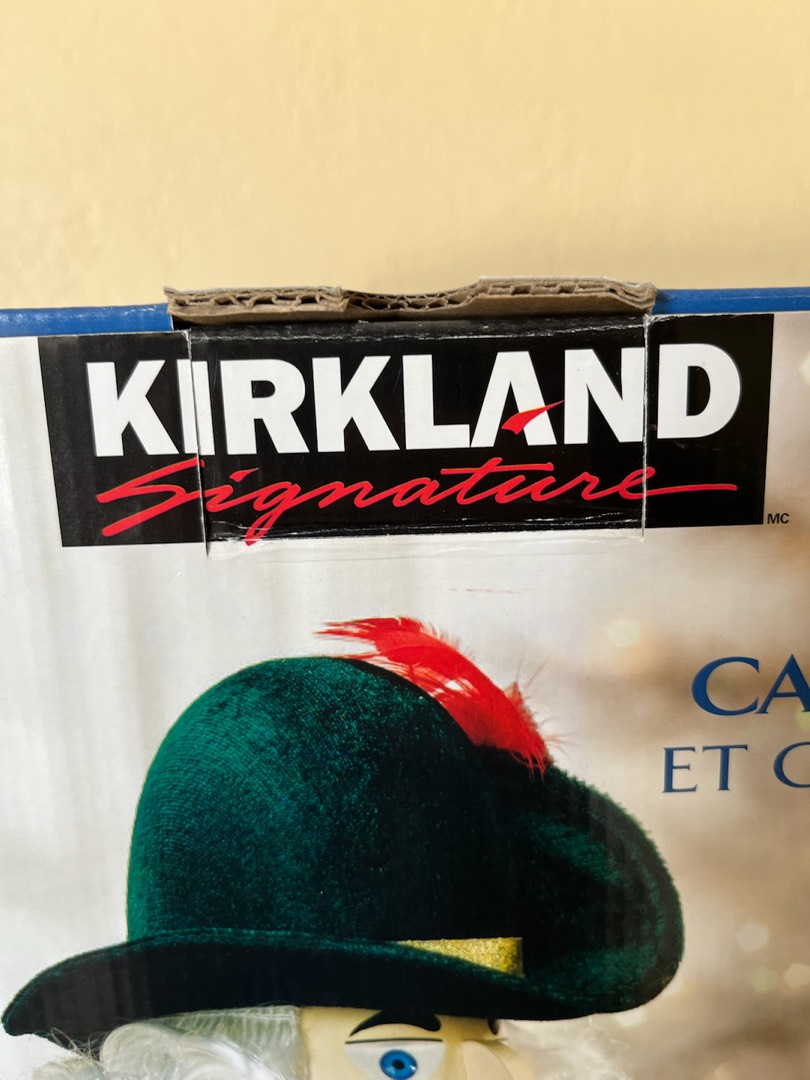 KIRKLAND
Signature
MC
CA
ET C